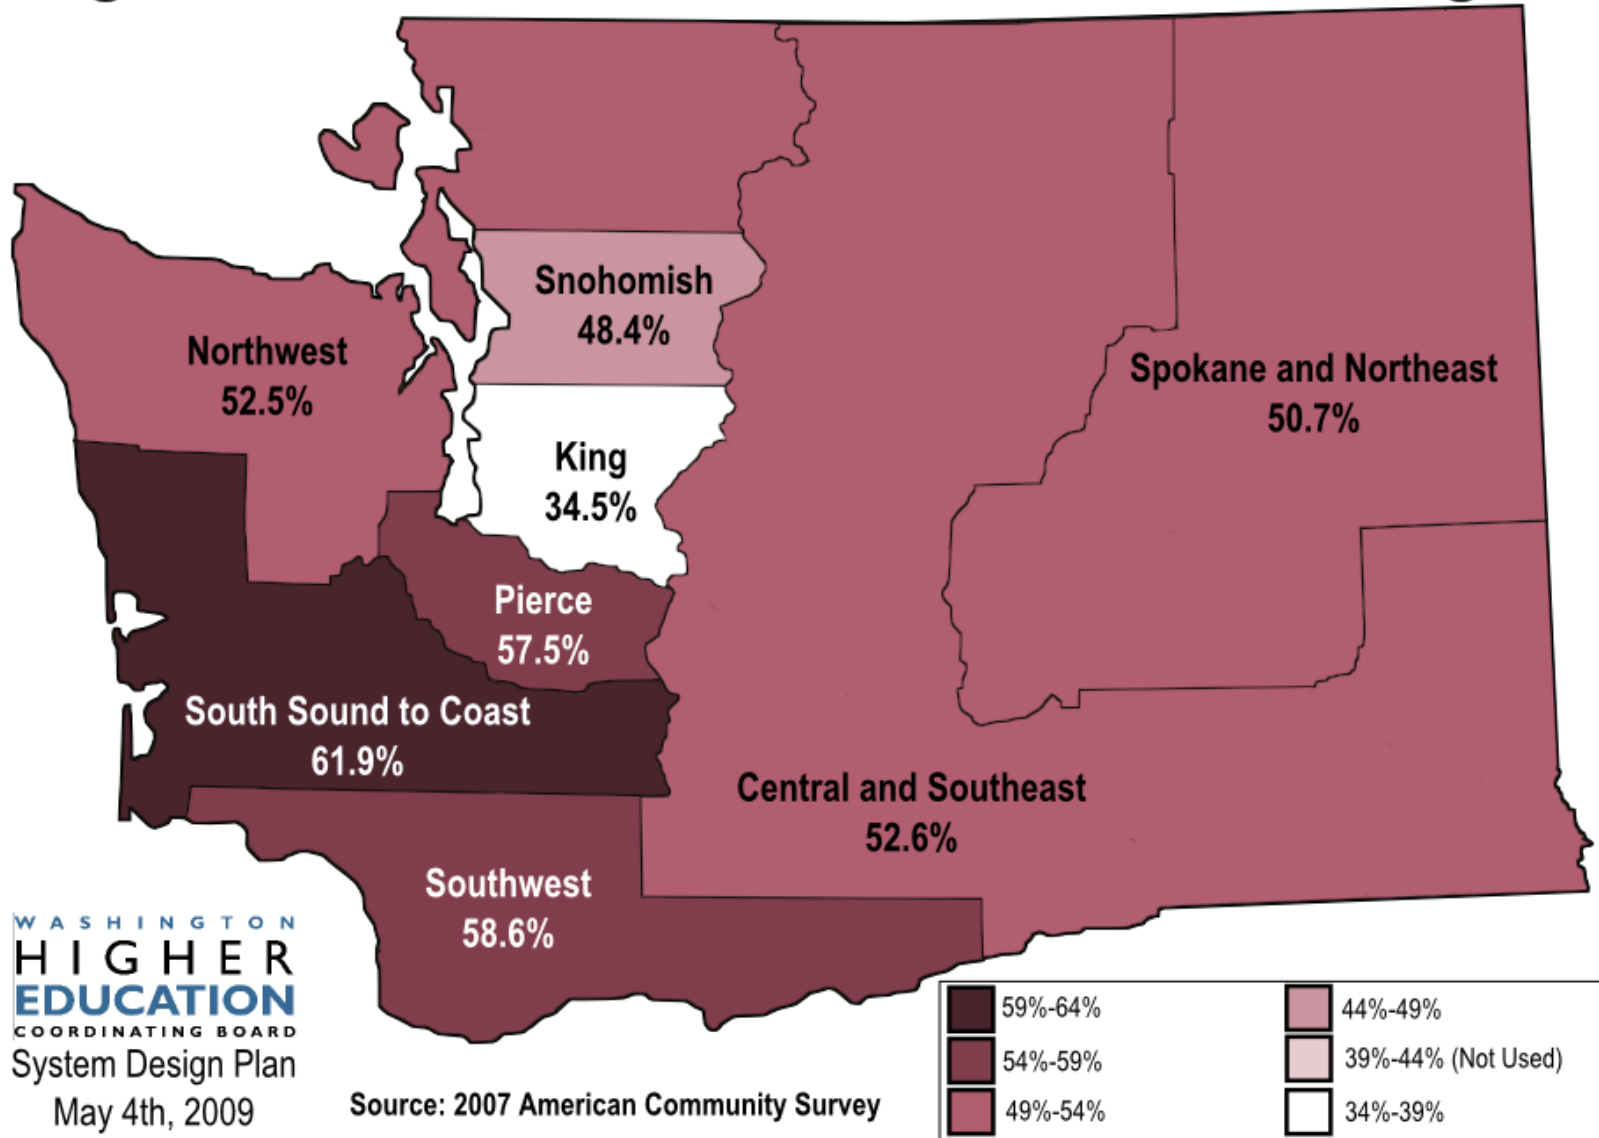 Snohomish
48.4%
Northwest
52.5%
Spokane and Northeast
50.7%
King
34.5%
Pierce
57.5%
South Sound to Coast
61.9%
Central and Southeast
52.6%
Southwest
58.6%
WASHINGTON
HIGHER
EDUCATION
COORDINATING BOARD
System Design Plan
May 4th, 2009
Source: 2007 American Community Survey
59%-64%
54%-59%
49%-54%
44%-49%
39%-44% (Not Used)
34%-39%